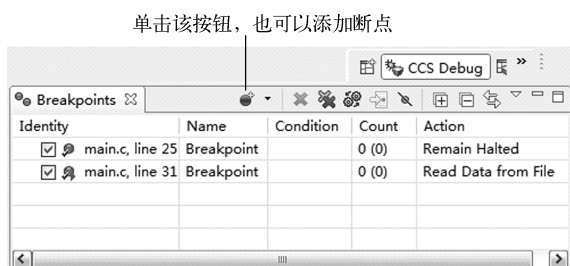 单击该按钮，也可以添加断点
CCS Debug
Breakpoints
Identity Name Condition Count Action
main.c, line 25 Breakpoint 0 (0) Remain Halted
main.c, line 31 Breakpoint 0 (0) Read Data from File